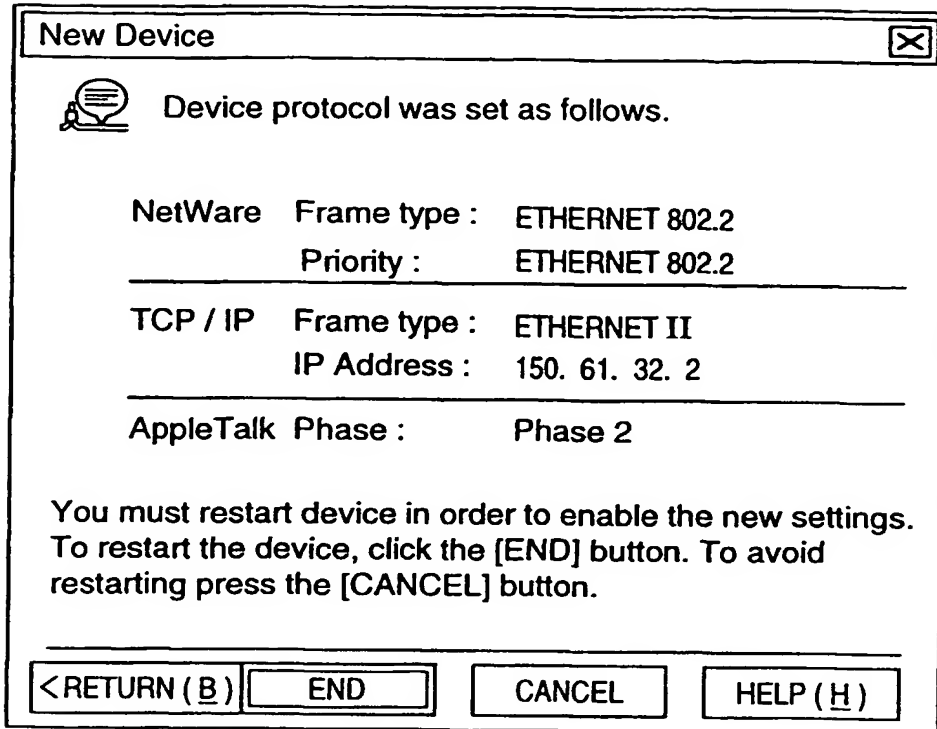 New Device
Device protocol was set as follows.
NetWare Frame type : ETHERNET 802.2
Priority : ETHERNET 802.2
TCP / IP Frame type : ETHERNET II
IP Address : 150. 61. 32. 2
AppleTalk Phase : Phase 2
You must restart device in order to enable the new settings.
To restart the device, click the [END] button. To avoid
restarting press the [CANCEL] button.
<RETURN ( B ) END CANCEL HELP ( H )